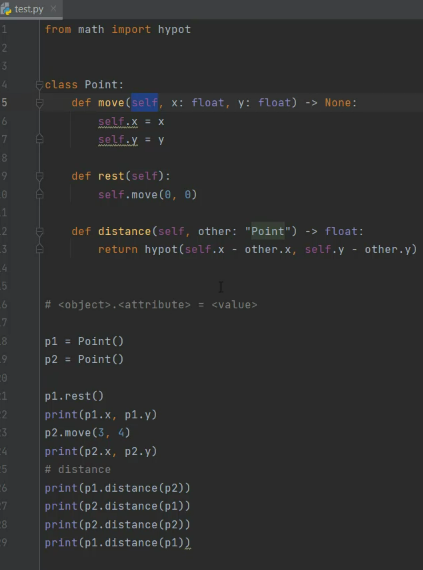 test.py
1 from math import hypot
2
3
4 class Point:
5     def move(self, x: float, y: float) -> None:
6         self.x = x
7         self.y = y
8
9     def rest(self):
0         self.move(0, 0)
1
2     def distance(self, other: "Point") -> float:
3         return hypot(self.x - other.x, self.y - other.y)
4
5
6 # <object>.<attribute> = <value>
7
8 p1 = Point()
9 p2 = Point()
0
1 p1.rest()
2 print(p1.x, p1.y)
3 p2.move(3, 4)
4 print(p2.x, p2.y)
5 # distance
6 print(p1.distance(p2))
7 print(p2.distance(p1))
8 print(p2.distance(p2))
9 print(p1.distance(p1))